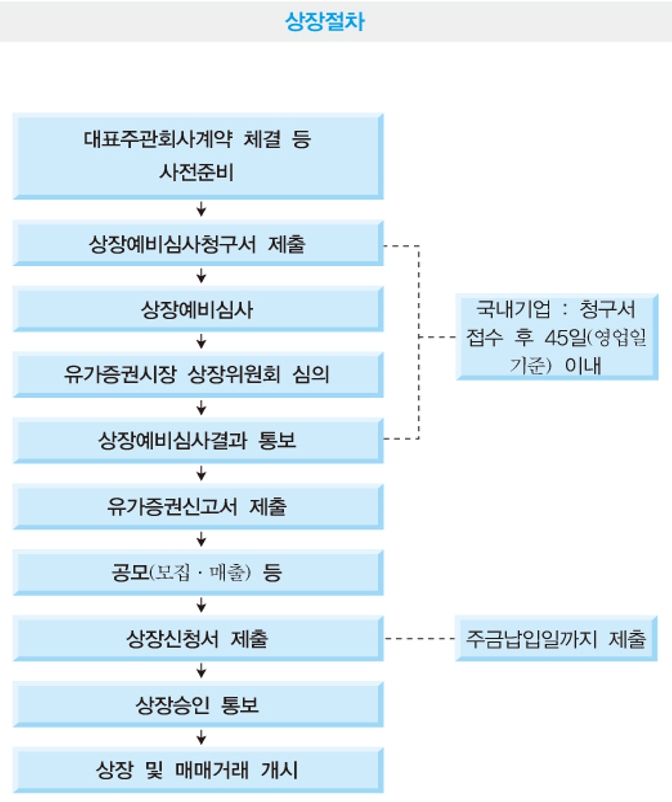 상장절차
대표주관회사계약 체결 등
사전준비
상장예비심사청구서 제출
상장예비심사
유가증권시장 상장위원회 심의
상장예비심사결과 통보
국내기업 : 청구서
접수 후 45일(영업일
기준) 이내
유가증권신고서 제출
공모(모집 · 매출) 등
상장신청서 제출
주금납입일까지 제출
상장승인 통보
상장 및 매매거래 개시